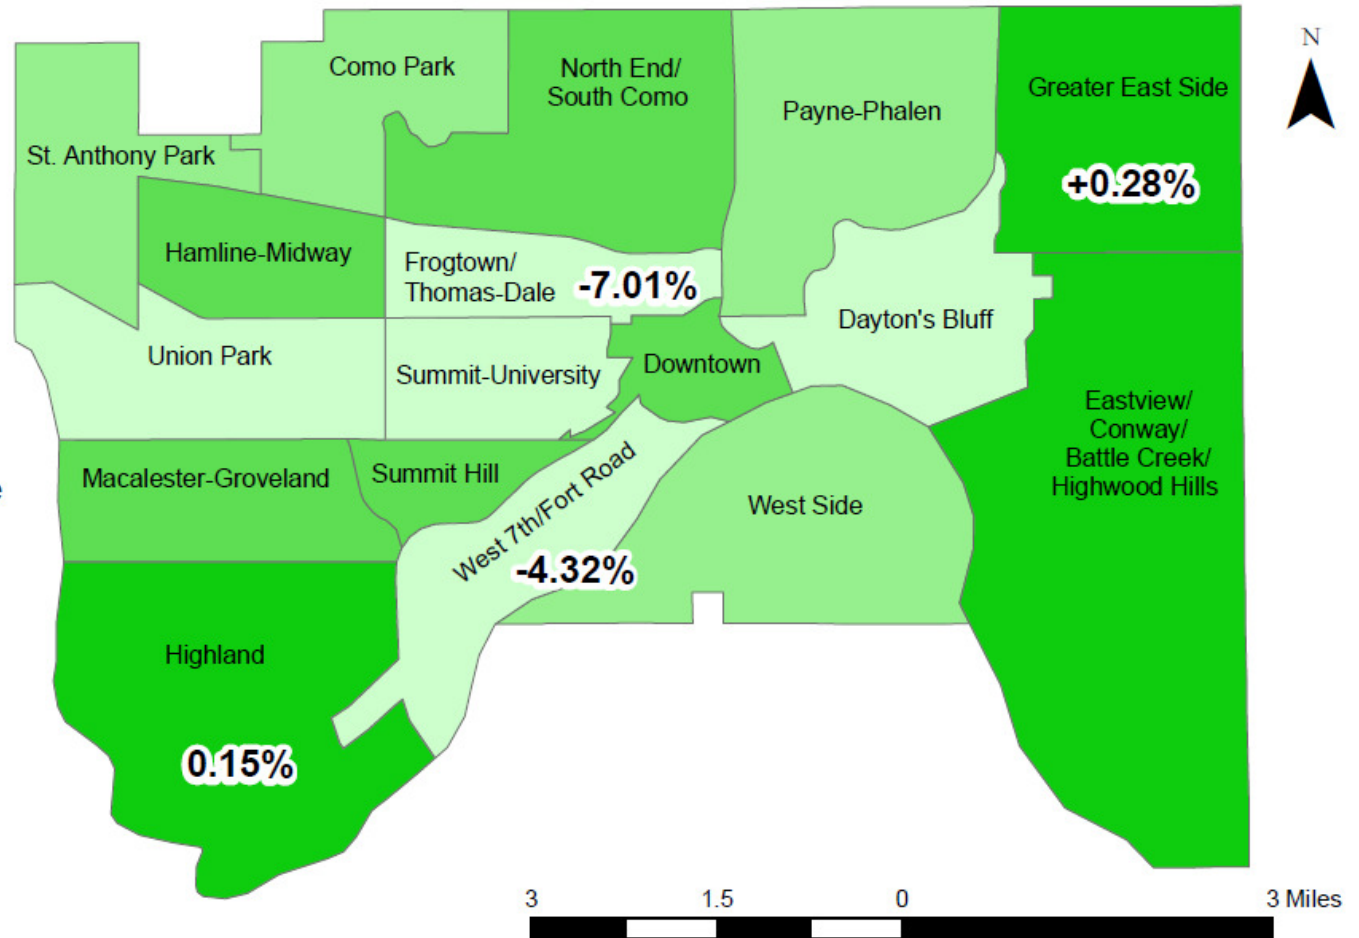 N
Como Park
North End/
South Como
Payne-Phalen
Greater East Side
+0.28%
St. Anthony Park
Hamline-Midway
Frogtown/
Thomas-Dale
-7.01%
Dayton's Bluff
Union Park
Summit-University
Downtown
Eastview/
Conway/
Battle Creek/
Highwood Hills
Macalester-Groveland
Summit Hill
West 7th/Fort Road
-4.32%
West Side
Highland
0.15%
3 1.5 0 3 Miles